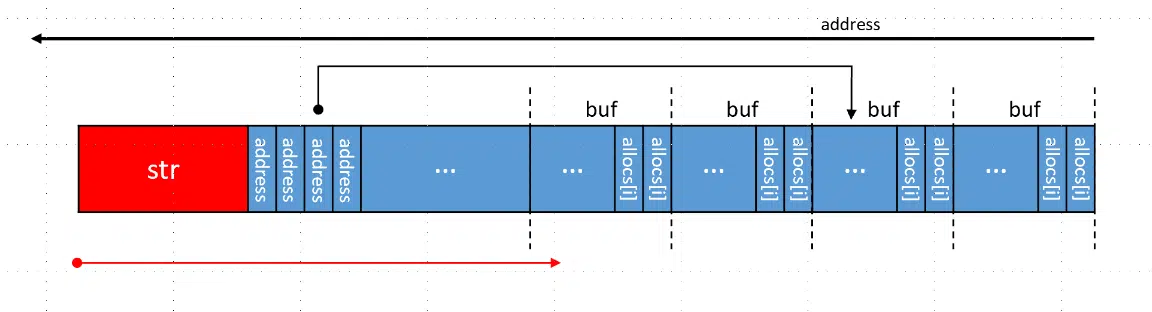 address
buf
buf
buf
buf
str
address
address
address
address
...
...
allocs[i]
allocs[i]
...
allocs[i]
allocs[i]
...
allocs[i]
allocs[i]
...
allocs[i]
allocs[i]